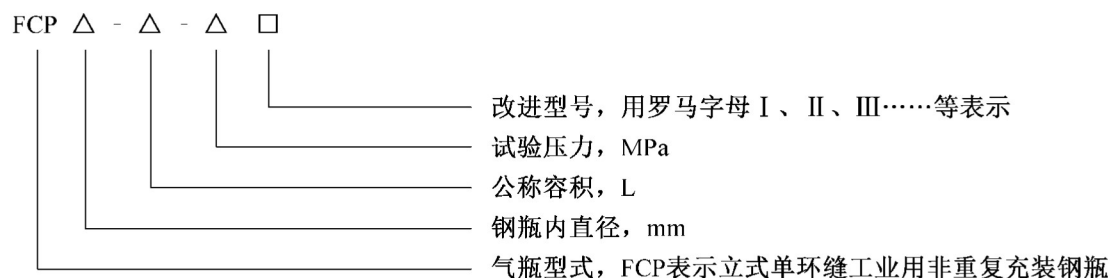 FCP △ - △ - △ □
改进型号，用罗马字母Ⅰ、Ⅱ、Ⅲ……等表示
试验压力，MPa
公称容积，L
钢瓶内直径，mm
气瓶型式，FCP表示立式单环缝工业用非重复充装钢瓶